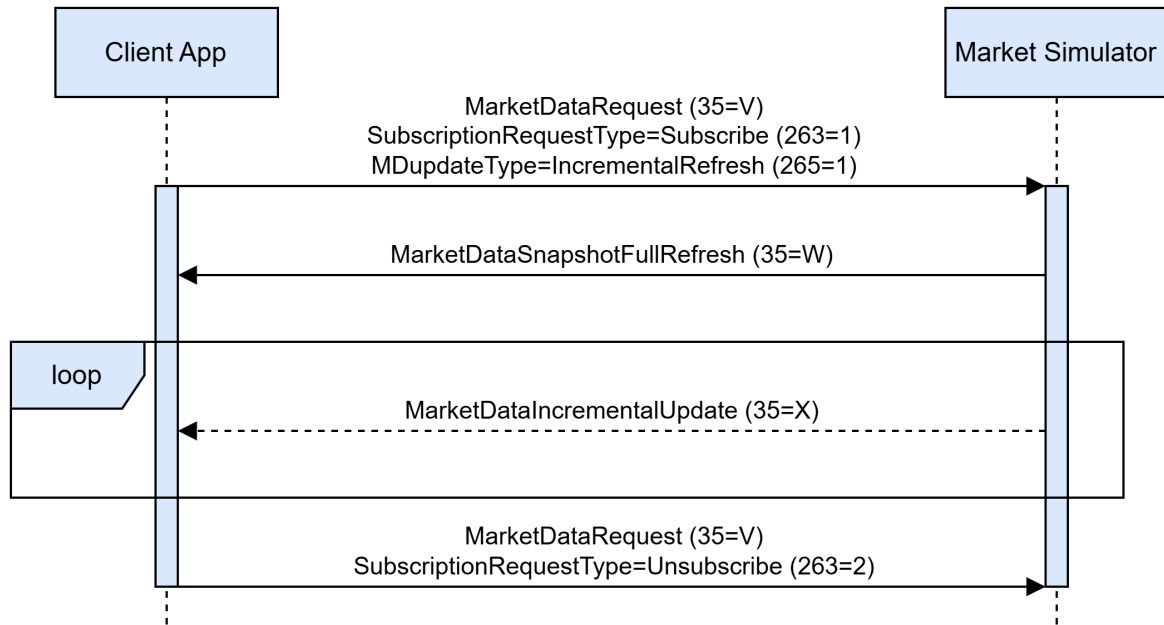 Client App
Market Simulator
MarketDataRequest (35=V)
SubscriptionRequestType=Subscribe (263=1)
MDupdateType=IncrementalRefresh (265=1)
MarketDataSnapshotFullRefresh (35=W)
loop
MarketDataIncrementalUpdate (35=X)
MarketDataRequest (35=V)
SubscriptionRequestType=Unsubscribe (263=2)